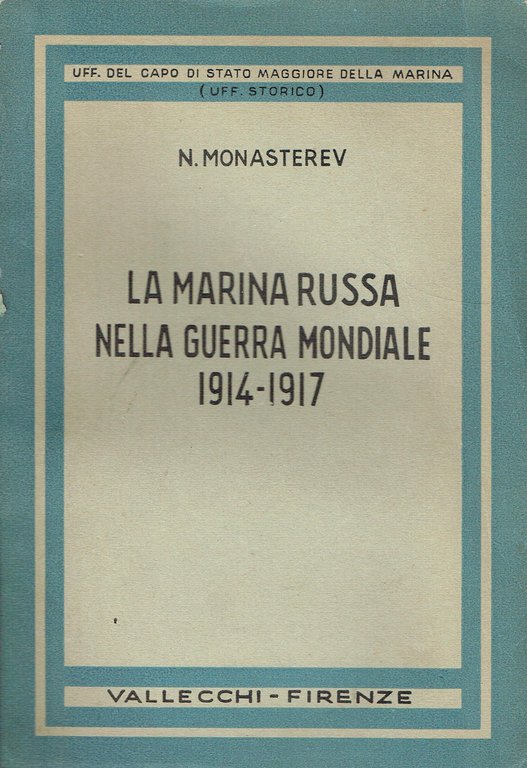 UFF. DEL CAPO DI STATO MAGGIORE DELLA MARINA
(UFF. STORICO)
N. MONASTEREV
LA MARINA RUSSA
NELLA GUERRA MONDIALE
1914-1917
VALLECCHI - FIRENZE